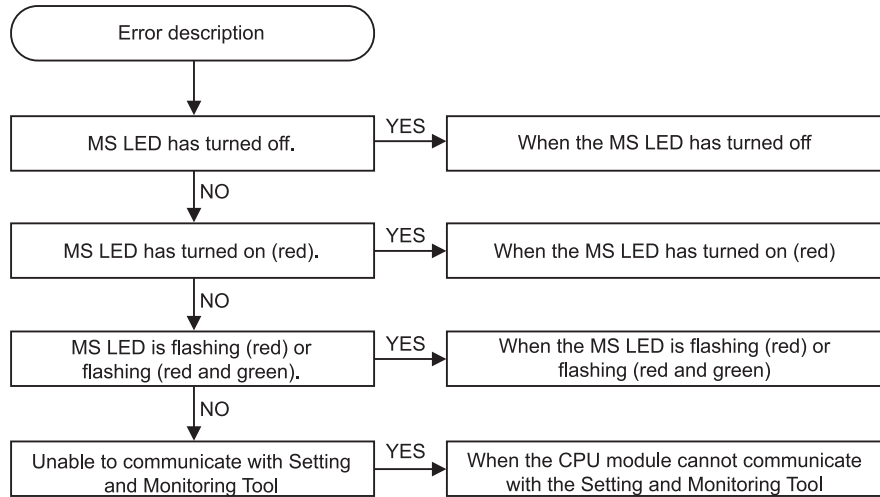 Error description
MS LED has turned off.
YES
When the MS LED has turned off
NO
MS LED has turned on (red).
YES
When the MS LED has turned on (red)
NO
MS LED is flashing (red) or
flashing (red and green).
YES
When the MS LED is flashing (red) or
flashing (red and green)
NO
Unable to communicate with Setting
and Monitoring Tool
YES
When the CPU module cannot communicate
with the Setting and Monitoring Tool